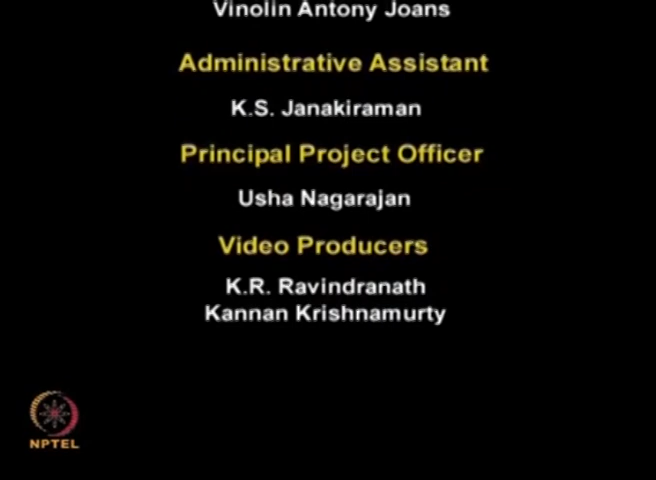 Vinolin Antony Joans
Administrative Assistant
K.S. Janakiraman
Principal Project Officer
Usha Nagarajan
Video Producers
K.R. Ravindranath
Kannan Krishnamurty
NPTEL